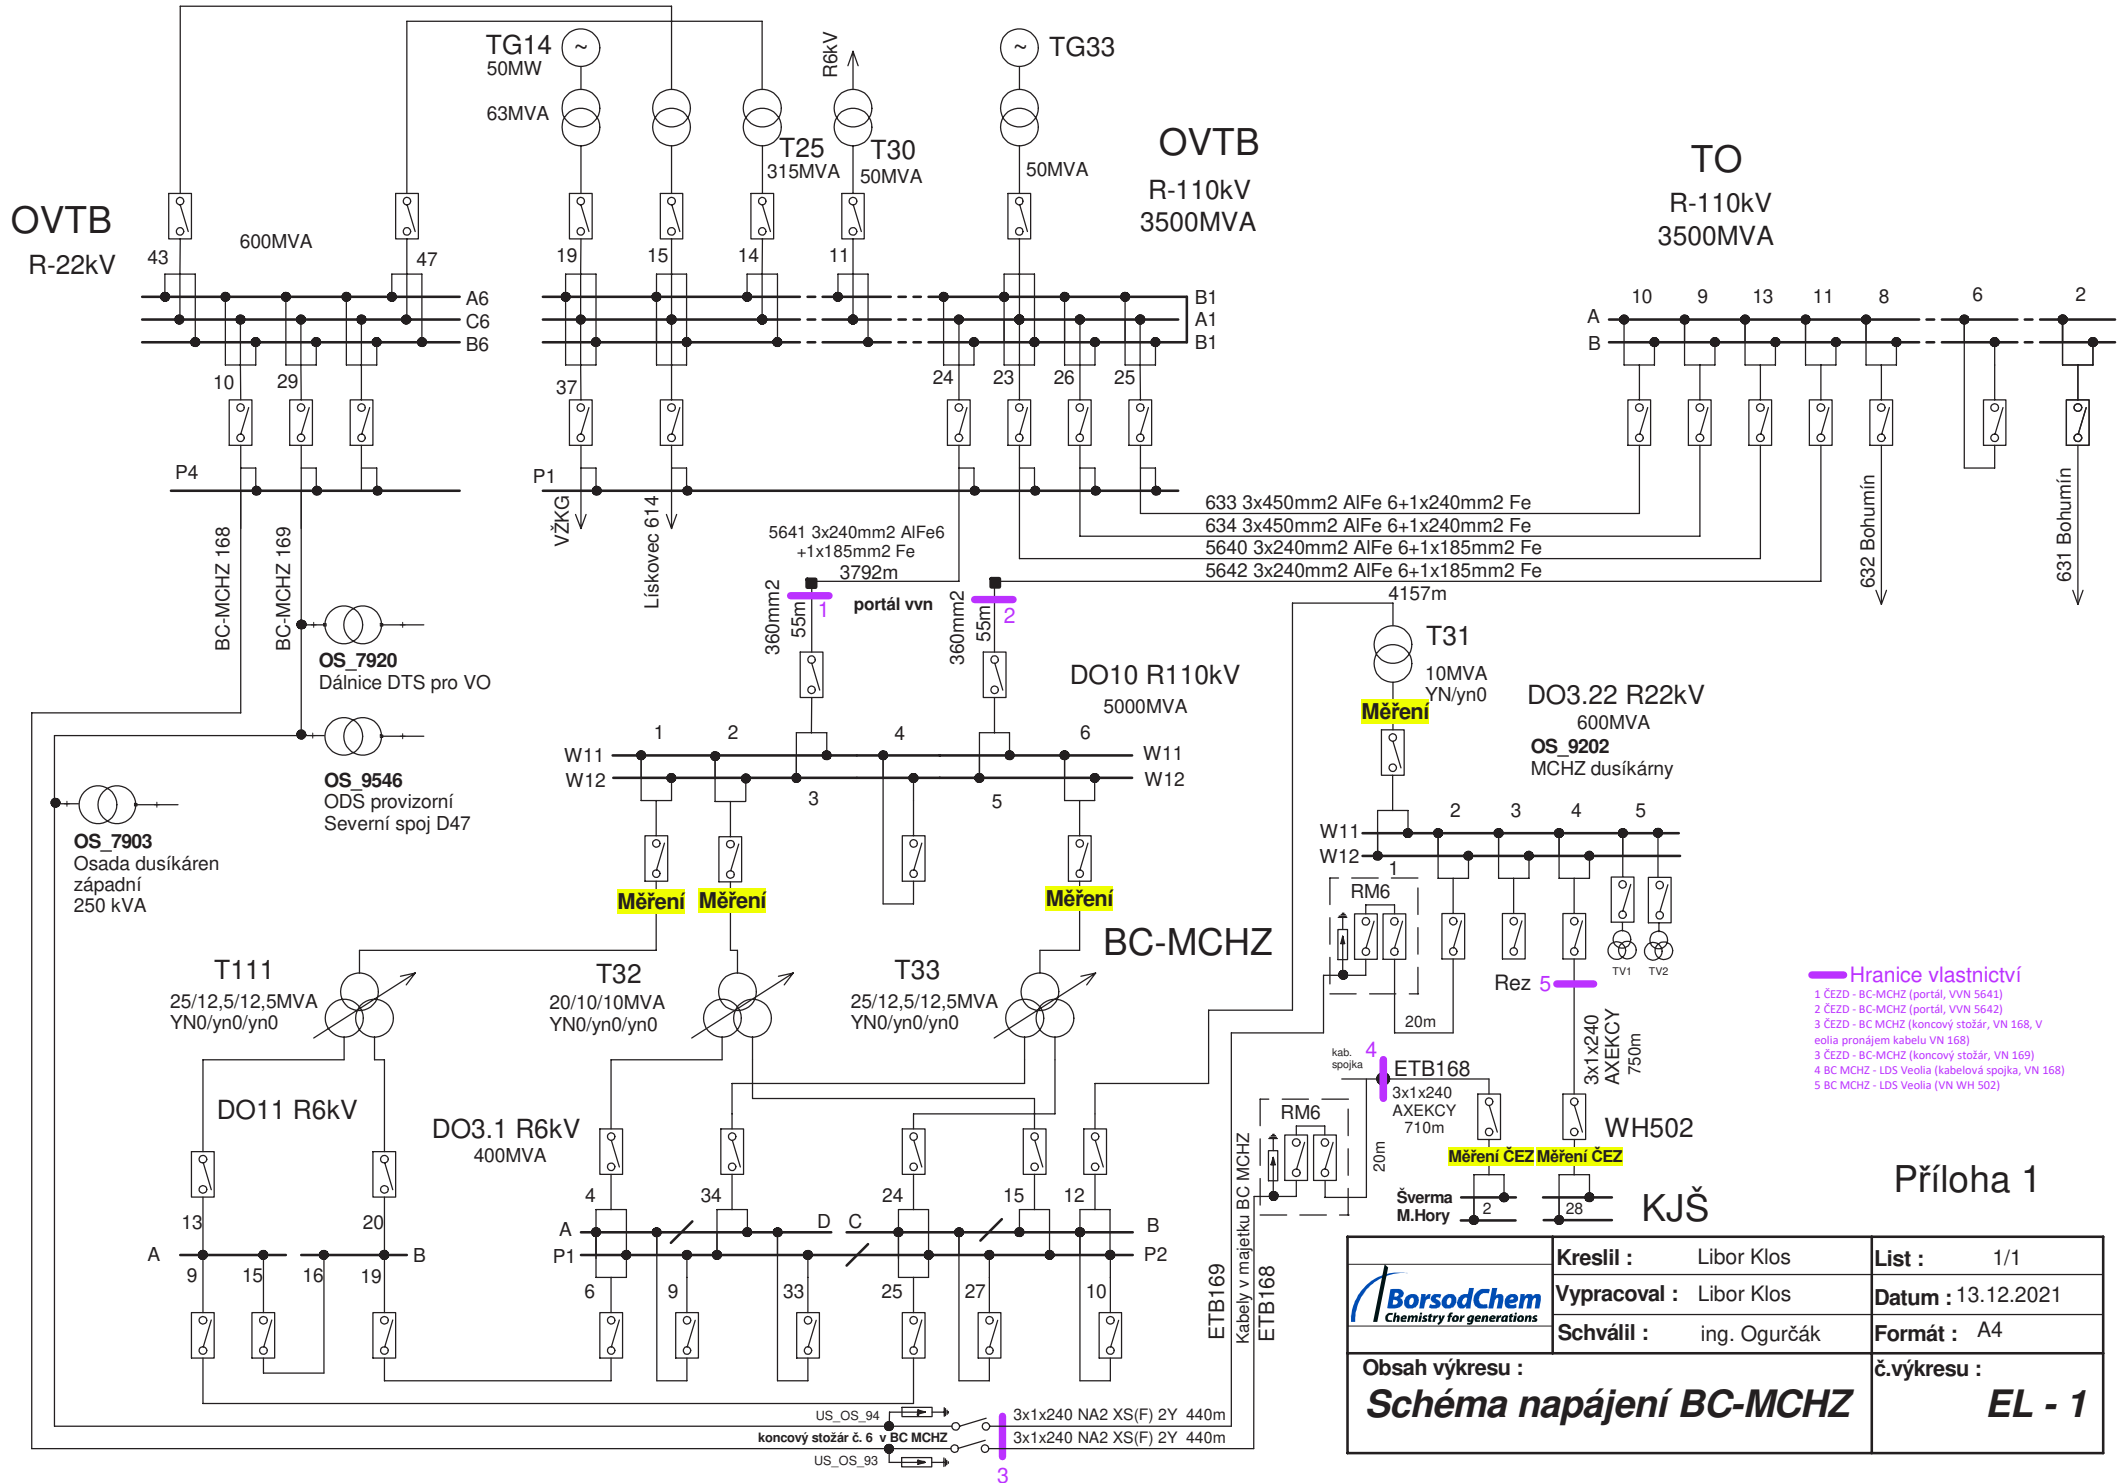 TG14
50MW
63MVA
R6kV
TG33
T25
315MVA
T30
50MVA
50MVA
OVTB
R-110kV
3500MVA
TO
R-110kV
3500MVA
OVTB
R-22kV
600MVA
43
47
19
15
14
11
A6
C6
B6
B1
A1
B1
10
9
13
11
8
6
2
A
B
10
29
37
24
23
26
25
P4
P1
VŽKG
Lískovec 614
BC-MCHZ 168
BC-MCHZ 169
5641 3x240mm2 AlFe6
+1x185mm2 Fe
3792m
633 3x450mm2 AlFe 6+1x240mm2 Fe
634 3x450mm2 AlFe 6+1x240mm2 Fe
5640 3x240mm2 AlFe 6+1x185mm2 Fe
5642 3x240mm2 AlFe 6+1x185mm2 Fe
4157m
632 Bohumín
631 Bohumín
360mm2
55m
1
portál vvn
360mm2
55m
2
OS_7920
Dálnice DTS pro VO
OS_9546
ODS provizorní
Severní spoj D47
OS_7903
Osada dusíkáren
západní
250 kVA
DO10 R110kV
5000MVA
T31
10MVA
YN/yn0
Měření
DO3.22 R22kV
600MVA
OS_9202
MCHZ dusíkárny
1
2
4
6
W11
W11
W12
W12
3
5
2
3
4
5
W11
W12
1
RM6
Měření
Měření
Měření
BC-MCHZ
TV1
TV2
Rez
5
20m
T111
25/12,5/12,5MVA
YN0/yn0/yn0
T32
20/10/10MVA
YN0/yn0/yn0
T33
25/12,5/12,5MVA
YN0/yn0/yn0
Hranice vlastnictví
1 ČEZD - BC-MCHZ (portál, VVN 5641)
2 ČEZD - BC-MCHZ (portál, VVN 5642)
3 ČEZD - BC MCHZ (koncový stožár, VN 168, V
eolia pronájem kabelu VN 168)
3 ČEZD - BC-MCHZ (koncový stožár, VN 169)
4 BC MCHZ - LDS Veolia (kabelová spojka, VN 168)
5 BC MCHZ - LDS Veolia (VN WH 502)
3x1x240
AXEKCY
750m
kab.
spojka
4
ETB168
3x1x240
AXEKCY
710m
RM6
20m
WH502
Měření ČEZ
Měření ČEZ
Šverma
M.Hory
2
28
KJŠ
Příloha 1
DO11 R6kV
DO3.1 R6kV
400MVA
13
20
4
34
24
15
12
A
B
A
D
C
B
P1
P2
9
15
16
19
6
9
33
25
27
10
ETB169
Kabely v majetku BC MCHZ
ETB168
US_OS_94
koncový stožár č. 6 v BC MCHZ
US_OS_93
3x1x240 NA2 XS(F) 2Y 440m
3x1x240 NA2 XS(F) 2Y 440m
3
BorsodChem
Chemistry for generations
Kreslil : Libor Klos
List : 1/1
Vypracoval : Libor Klos
Datum : 13.12.2021
Schválil : ing. Ogurčák
Formát : A4
Obsah výkresu :
č.výkresu :
Schéma napájení BC-MCHZ
EL - 1